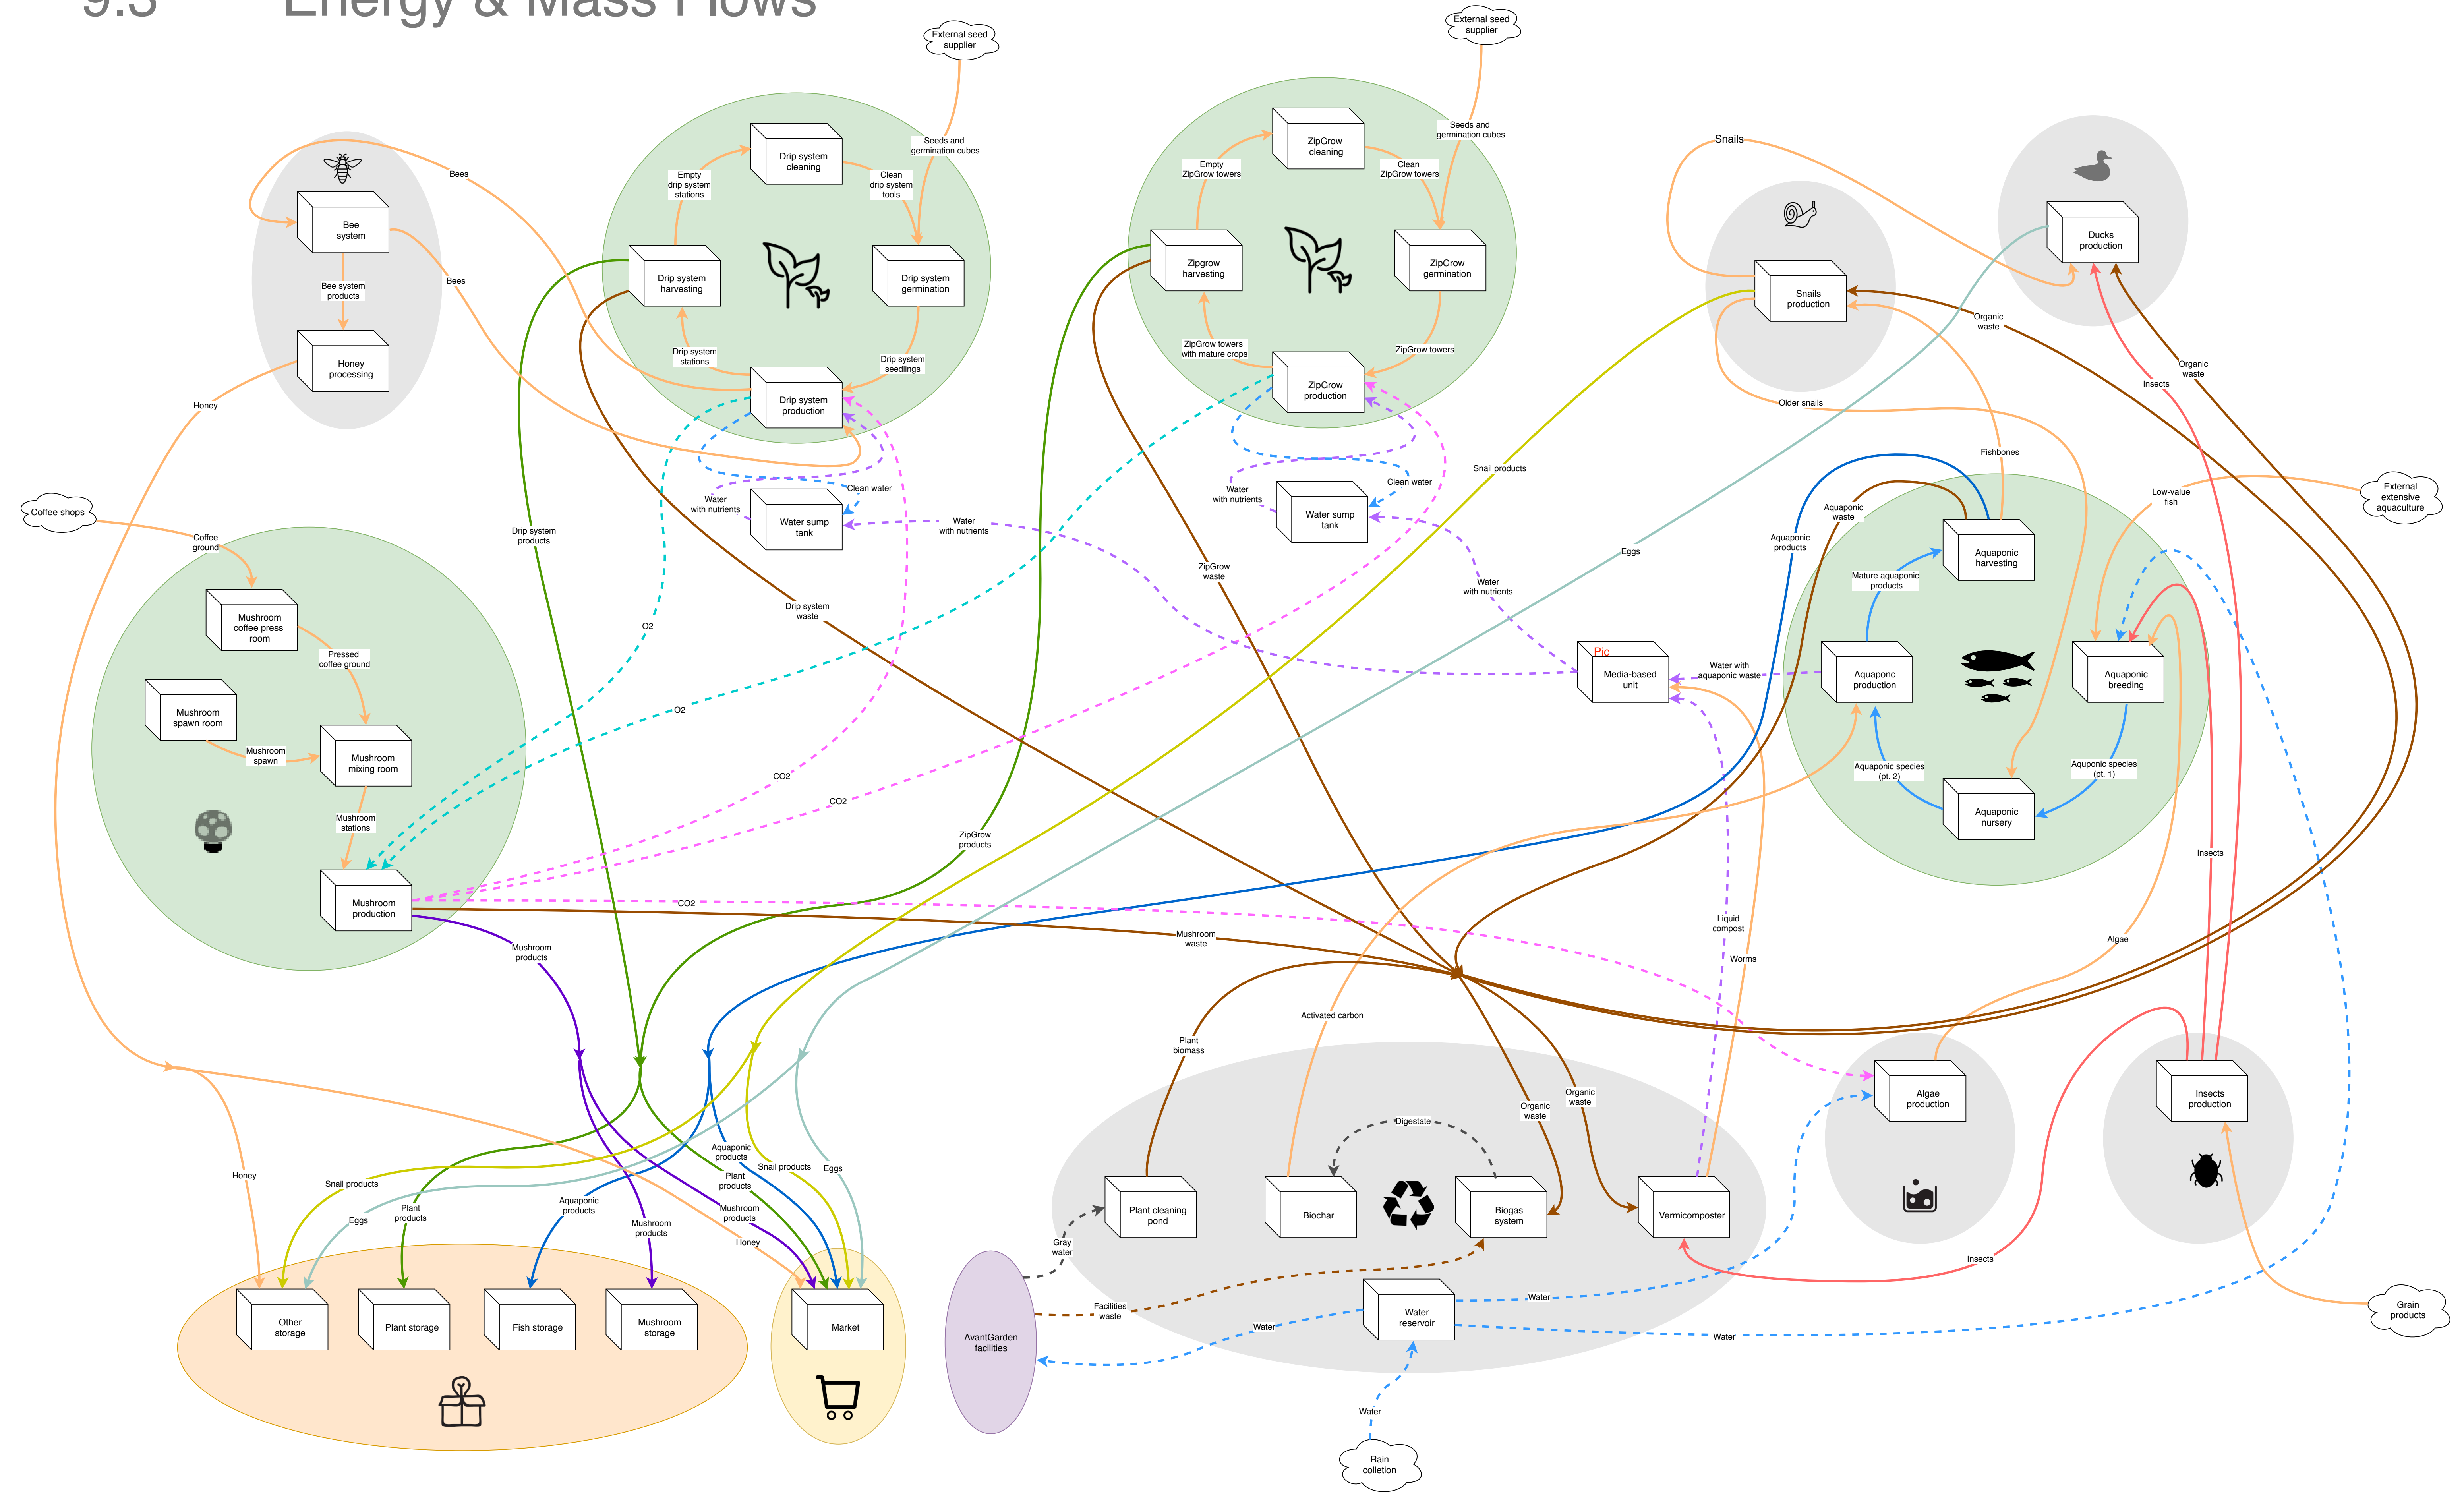 9.3 Energy & Mass Flows
External seed
supplier
External seed
supplier
Seeds and
germination cubes
Seeds and
germination cubes
Drip system
cleaning
Empty
drip system
stations
Clean
drip system
tools
Drip system
harvesting
Drip system
germination
Drip system
stations
Drip system
seedlings
Drip system
production
ZipGrow
cleaning
Empty
ZipGrow towers
Clean
ZipGrow towers
Zipgrow
harvesting
ZipGrow
germination
ZipGrow towers
with mature crops
ZipGrow towers
ZipGrow
production
Bees
Bees
Bee
system
Bee system
products
Honey
processing
Honey
Snails
Snails
production
Ducks
production
Organic
waste
Organic
waste
Insects
Older snails
Fishbones
Snail products
Eggs
Water
with nutrients
Clean water
Water sump
tank
Water
with nutrients
Water
with nutrients
Clean water
Water sump
tank
Water
with nutrients
Coffee shops
Coffee
ground
Mushroom
coffee press
room
Pressed
coffee ground
Mushroom
spawn room
Mushroom
spawn
Mushroom
mixing room
Mushroom
stations
Mushroom
production
Drip system
products
Drip system
waste
ZipGrow
waste
ZipGrow
products
O2
O2
CO2
CO2
CO2
Mushroom
waste
Mushroom
products
Pic
Media-based
unit
Water with
aquaponic waste
Aquaponic
waste
Aquaponic
products
Low-value
fish
External
extensive
aquaculture
Aquaponic
harvesting
Mature aquaponic
products
Aquaponc
production
Aquaponic
breeding
Aquaponic species
(pt. 2)
Aquponic species
(pt. 1)
Aquaponic
nursery
Insects
Liquid
compost
Worms
Algae
Activated carbon
Plant
biomass
Organic
waste
Organic
waste
Digestate
Plant cleaning
pond
Biochar
Biogas
system
Vermicomposter
Algae
production
Insects
production
Insects
Gray
water
Facilities
waste
Water
reservoir
Water
Water
Water
Water
Rain
colletion
Grain
products
AvantGarden
facilities
Honey
Snail products
Eggs
Plant
products
Aquaponic
products
Mushroom
products
Aquaponic
products
Plant
products
Mushroom
products
Honey
Snail products
Eggs
Other
storage
Plant storage
Fish storage
Mushroom
storage
Market